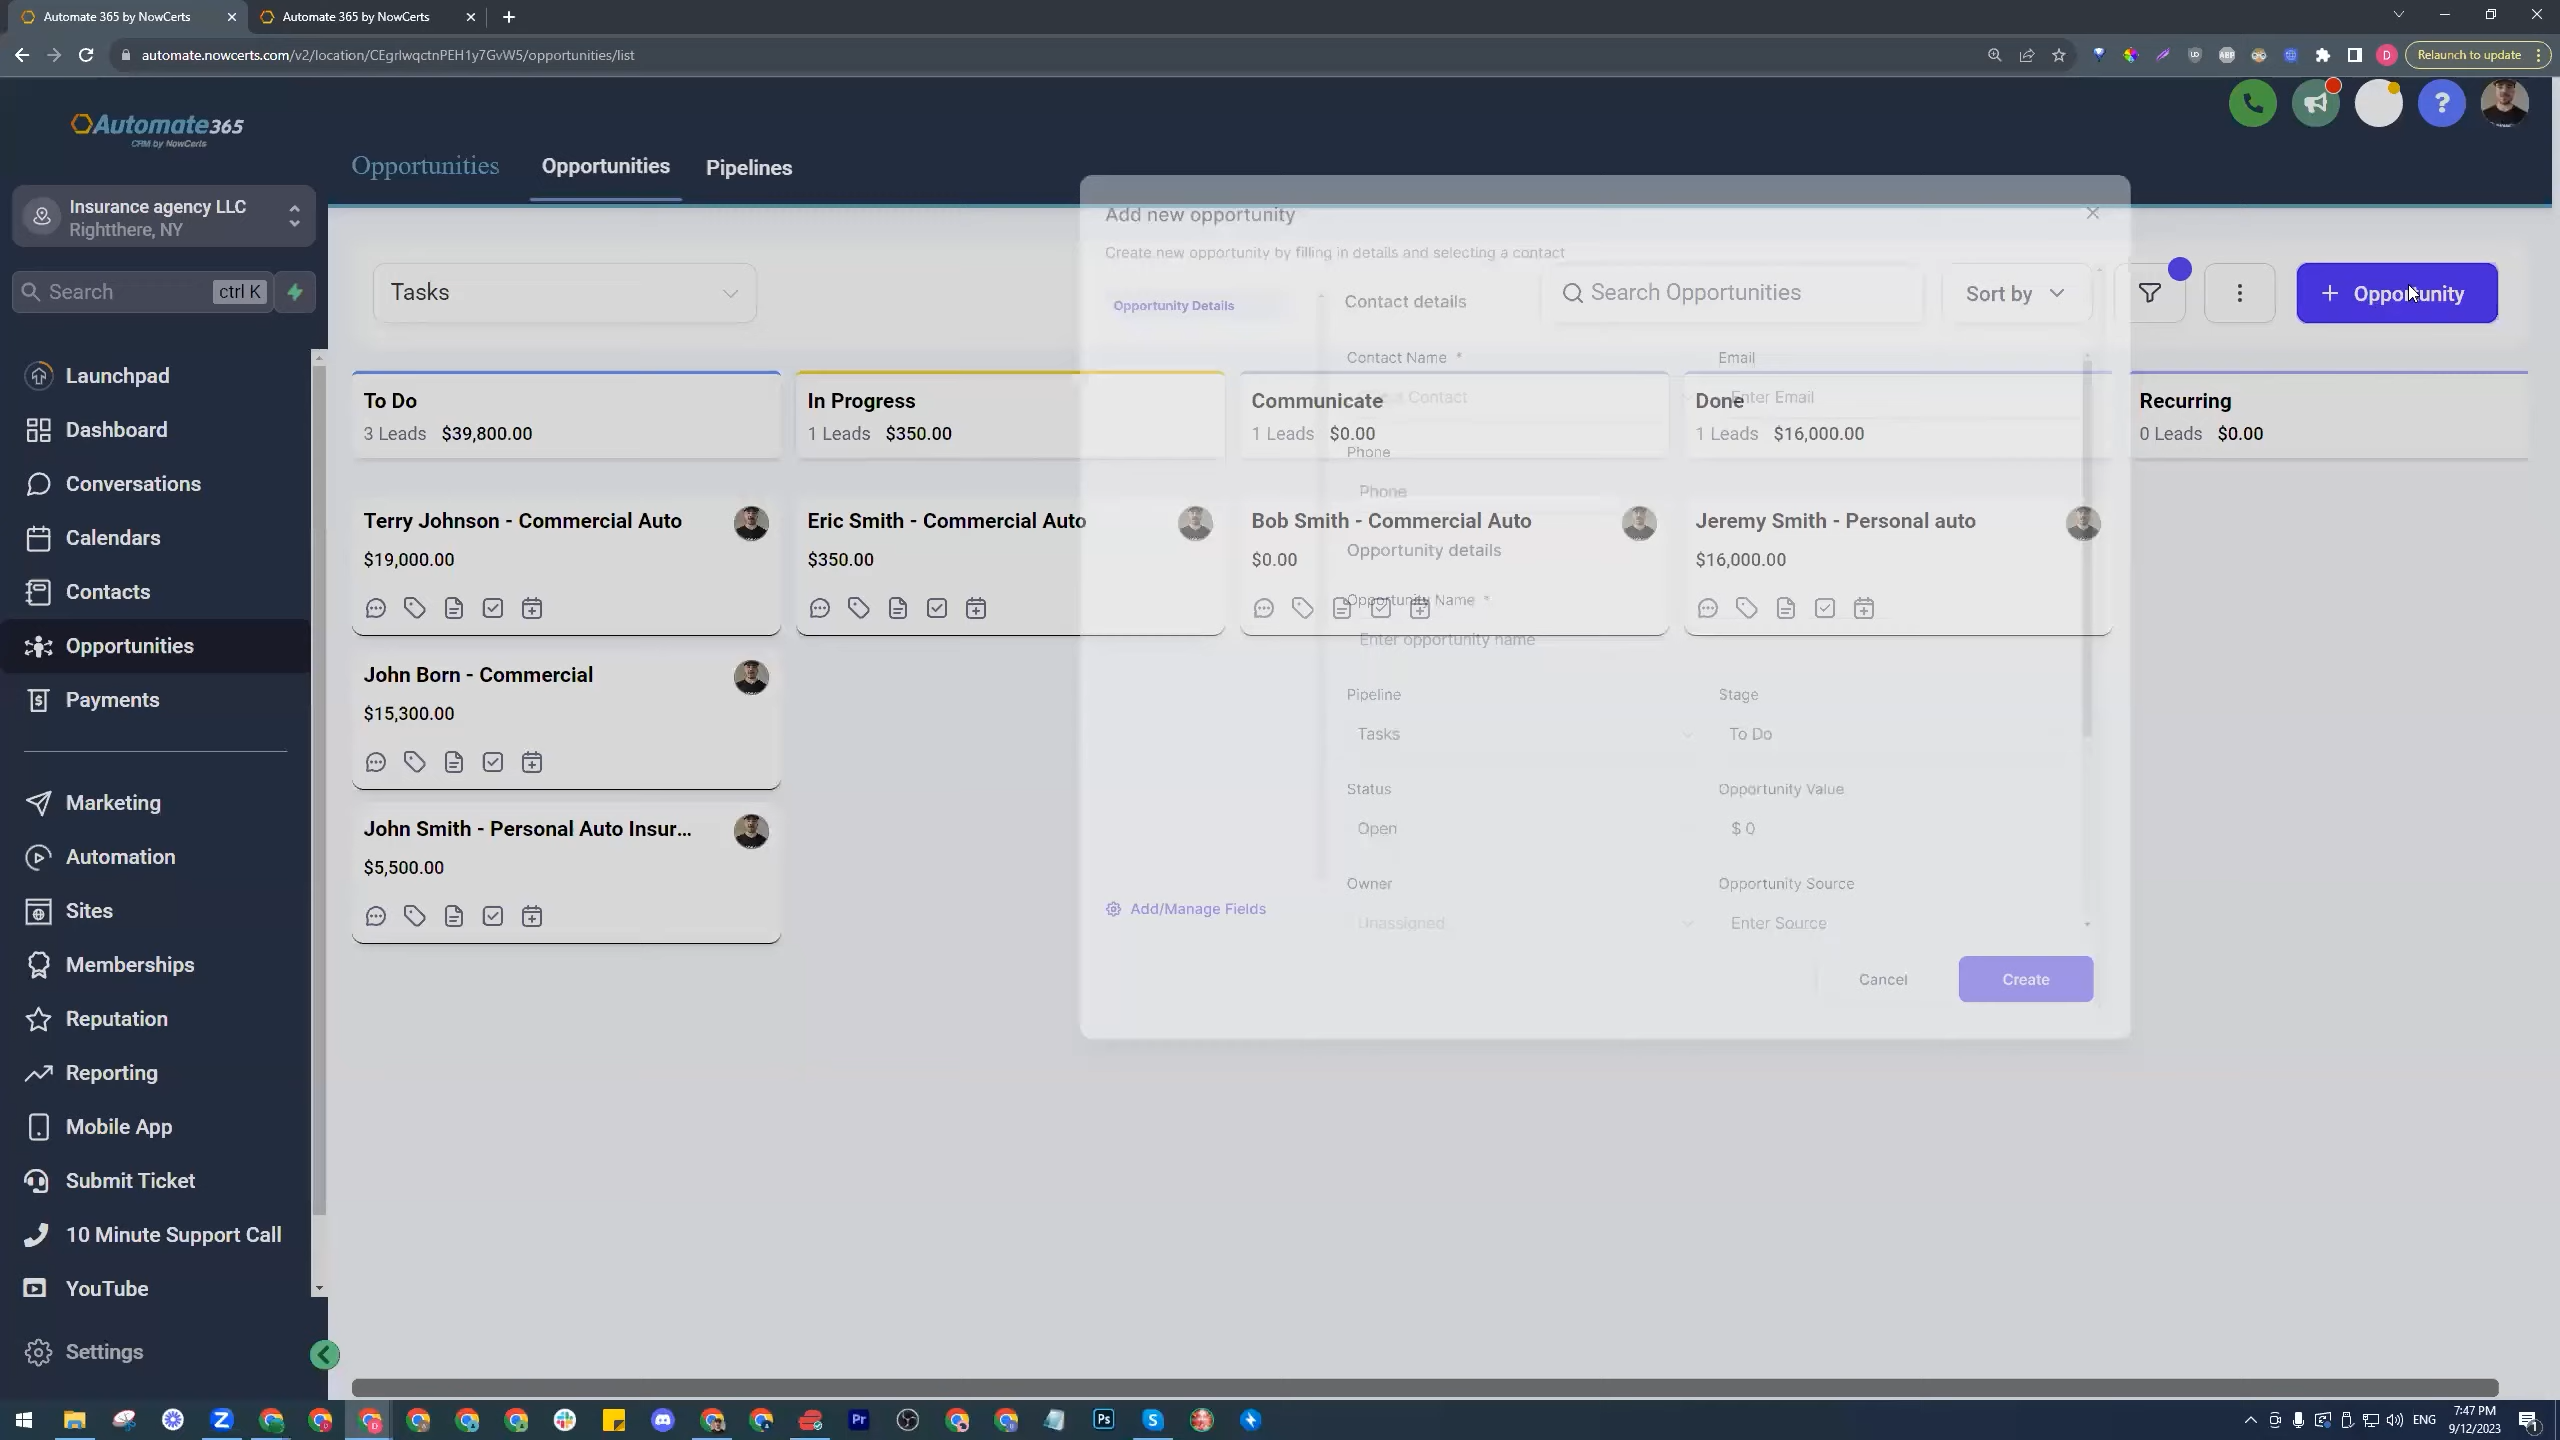 Automate 365 by NowCerts
Automate 365 by NowCerts
automate.nowcerts.com/v2/location/CEgrlwqctnPEH1y7GvW5/opportunities/list
Relaunch to update
Automate365
CRM by NowCerts
Opportunities
Opportunities
Pipelines
Insurance agency LLC
Rightthere, NY
Search
ctrl K
Launchpad
Dashboard
Conversations
Calendars
Contacts
Opportunities
Payments
Marketing
Automation
Sites
Memberships
Reputation
Reporting
Mobile App
Submit Ticket
10 Minute Support Call
YouTube
Settings
Tasks
Search Opportunities
Sort by
Opportunity
To Do
3 Leads $39,800.00
In Progress
1 Leads $350.00
Communicate
1 Leads $0.00
Done
1 Leads $16,000.00
Recurring
0 Leads $0.00
Terry Johnson - Commercial Auto
$19,000.00
Eric Smith - Commercial Auto
$350.00
Bob Smith - Commercial Auto
$0.00
Jeremy Smith - Personal auto
$16,000.00
John Born - Commercial
$15,300.00
John Smith - Personal Auto Insur...
$5,500.00
Add new opportunity
Create new opportunity by filling in details and selecting a contact
Opportunity Details
Contact details
Contact Name *
Email
Contact
Enter Email
Phone
Phone
Opportunity details
Opportunity Name *
Enter opportunity name
Pipeline
Stage
Tasks
To Do
Status
Opportunity Value
Open
$ 0
Owner
Opportunity Source
Unassigned
Enter Source
Add/Manage Fields
Cancel
Create
ENG
7:47 PM
9/12/2023